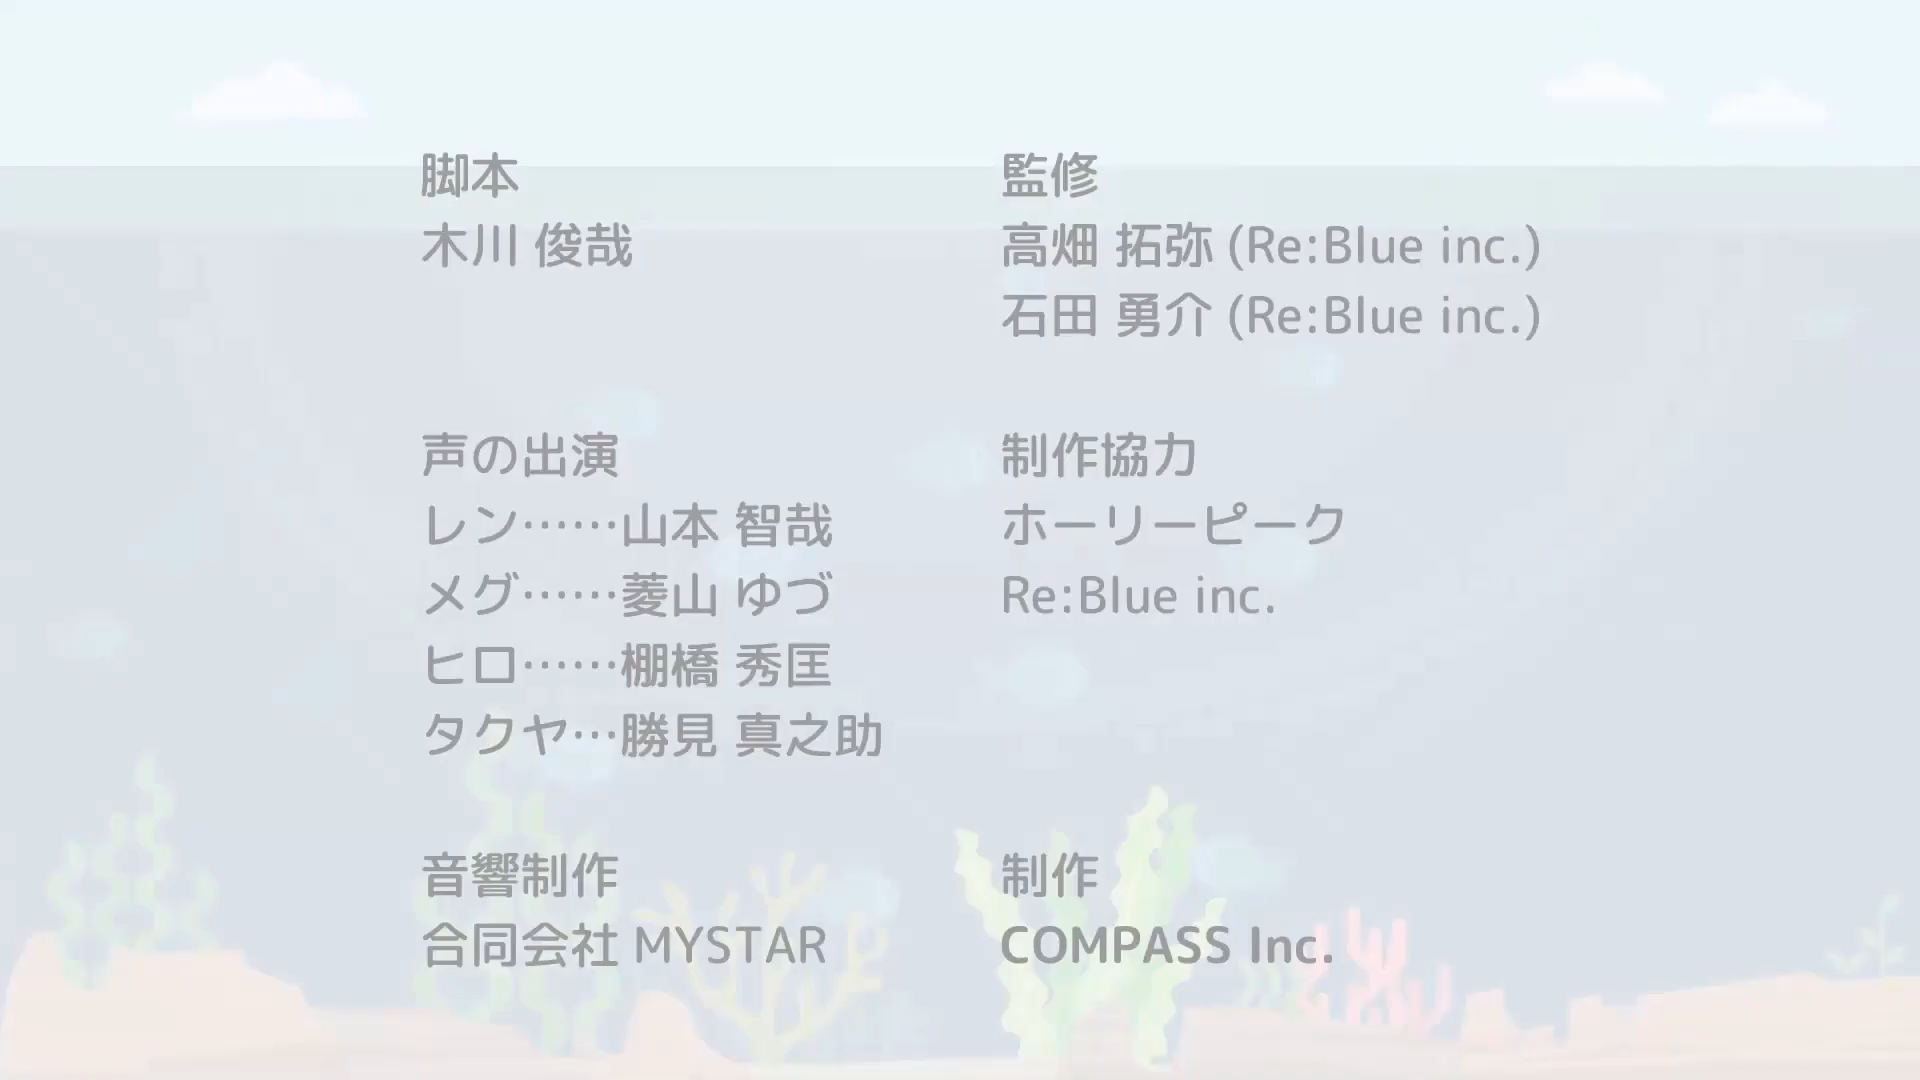 脚本
木川 俊哉
監修
高畑 拓弥 (Re:Blue inc.)
石田 勇介 (Re:Blue inc.)
声の出演
レン……山本 智哉
メグ……菱山 ゆづ
ヒロ……棚橋 秀匡
タクヤ…勝見 真之助
制作協力
ホーリーピーク
Re:Blue inc.
音響制作
合同会社 MYSTAR
制作
COMPASS Inc.